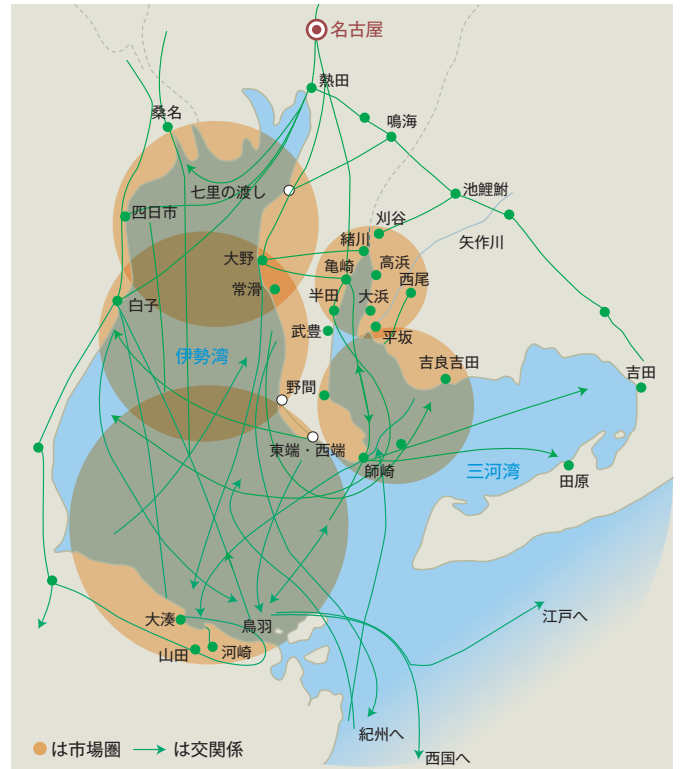 名古屋
熱田
桑名
鳴海
七里の渡し
池鯉鮒
四日市
刈谷
緒川
矢作川
大野
亀崎
高浜
常滑
半田
大浜
西尾
白子
武豊
平坂
伊勢湾
吉良吉田
吉田
野間
東端・西端
師崎
三河湾
田原
大湊
鳥羽
江戸へ
山田
河崎
紀州へ
は市場圏
は交関係
西国へ